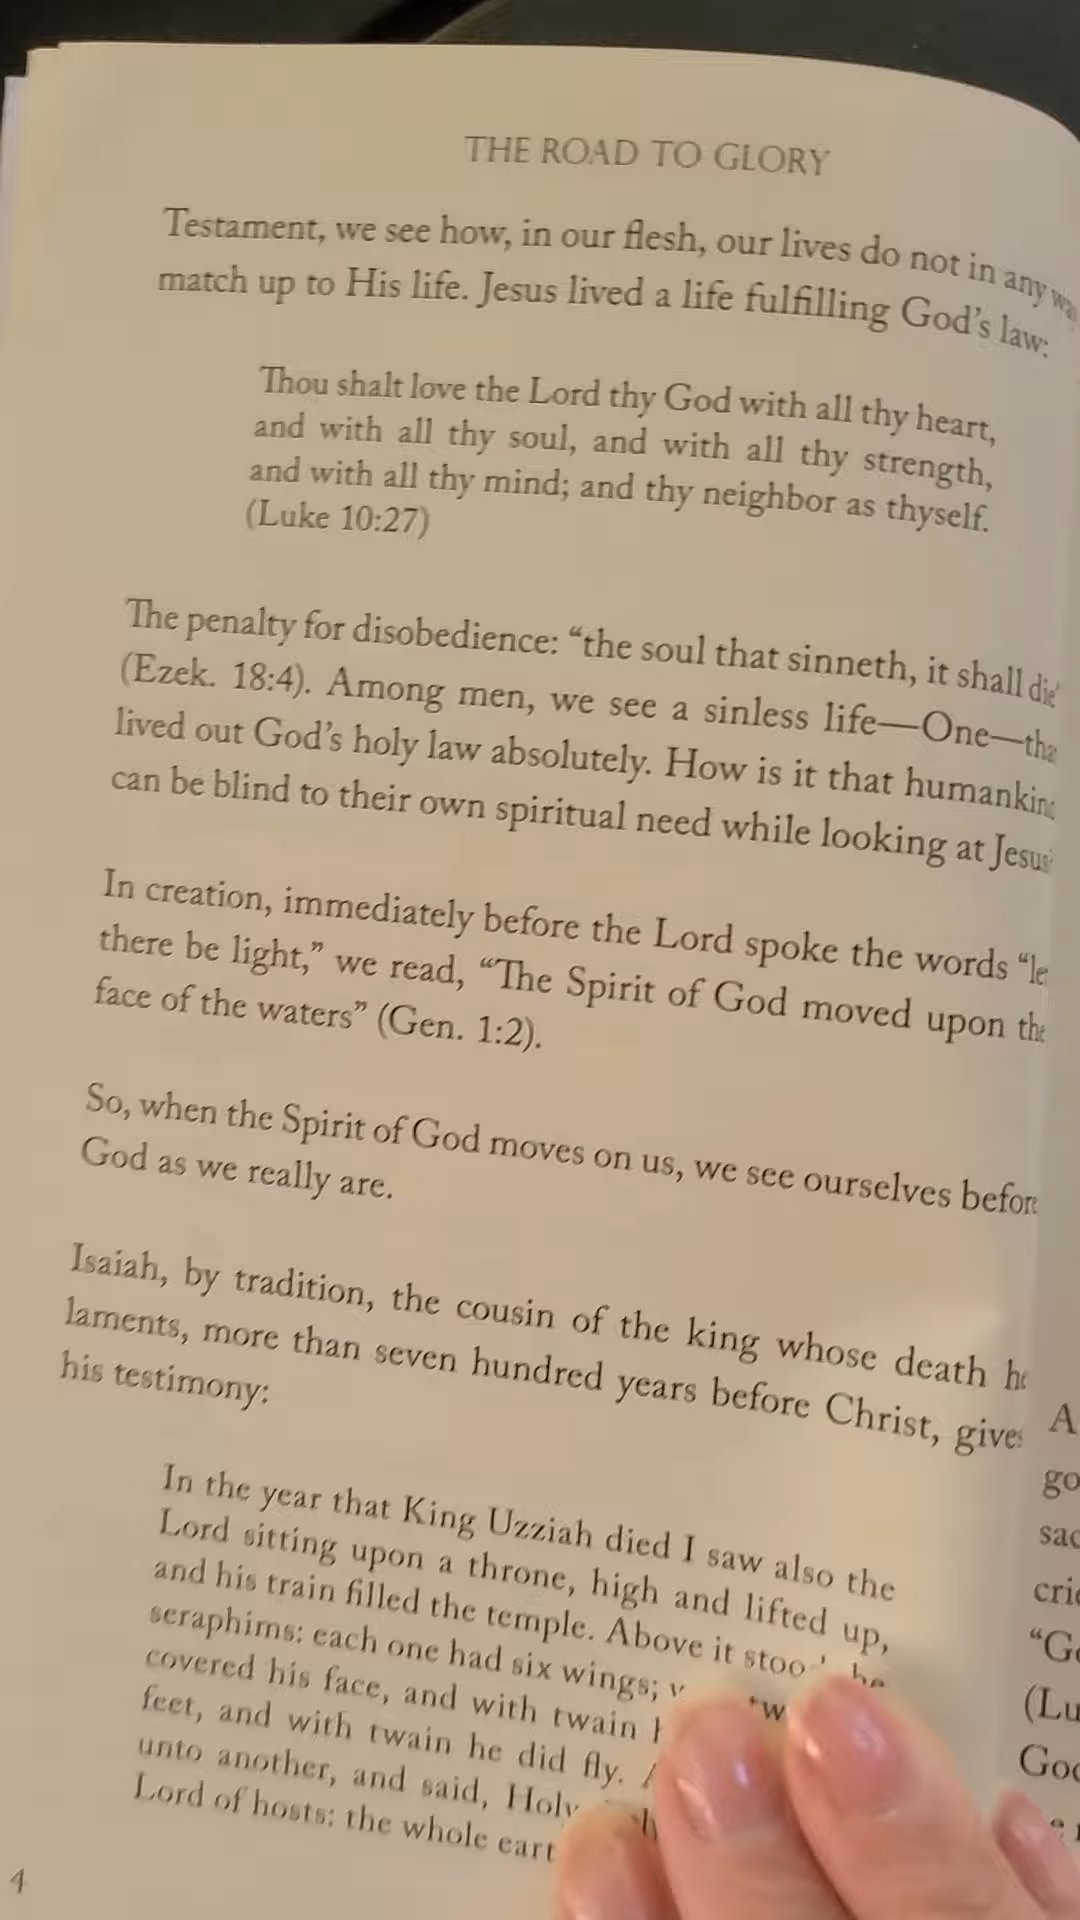 THE ROAD TO GLORY
Testament, we see how, in our flesh, our lives do not in any
match up to His life. Jesus lived a life fulfilling God's law:
Thou shalt love the Lord thy God with all thy heart,
and with all thy soul, and with all thy strength,
and with all thy mind; and thy neighbor as thyself.
(Luke 10:27)
The penalty for disobedience: “the soul that sinneth, it shall die
(Ezek. 18:4). Among men, we see a sinless life—One—
lived out God's holy law absolutely. How is it that
can be blind to their own spiritual need while looking at Jesus
In creation, immediately before the Lord spoke the words
there be light,” we read, “The Spirit of God moved upon the
face of the waters” (Gen. 1:2).
So, when the Spirit of God moves on us, we see ourselves
God as we really are.
Isaiah, by tradition, the cousin of the king whose death
laments, more than seven hundred years before Christ,
his testimony:
In the year that King Uzziah died I saw also the
Lord sitting upon a throne, high and lifted up,
and his train filled the temple. Above it
seraphims: each one had six wings;
covered his face, and with twain
feet, and with twain he did fly.
unto another, and said, Holy
Lord of hosts: the whole
4
A
go
sac
cri
“Go
(Lu
God